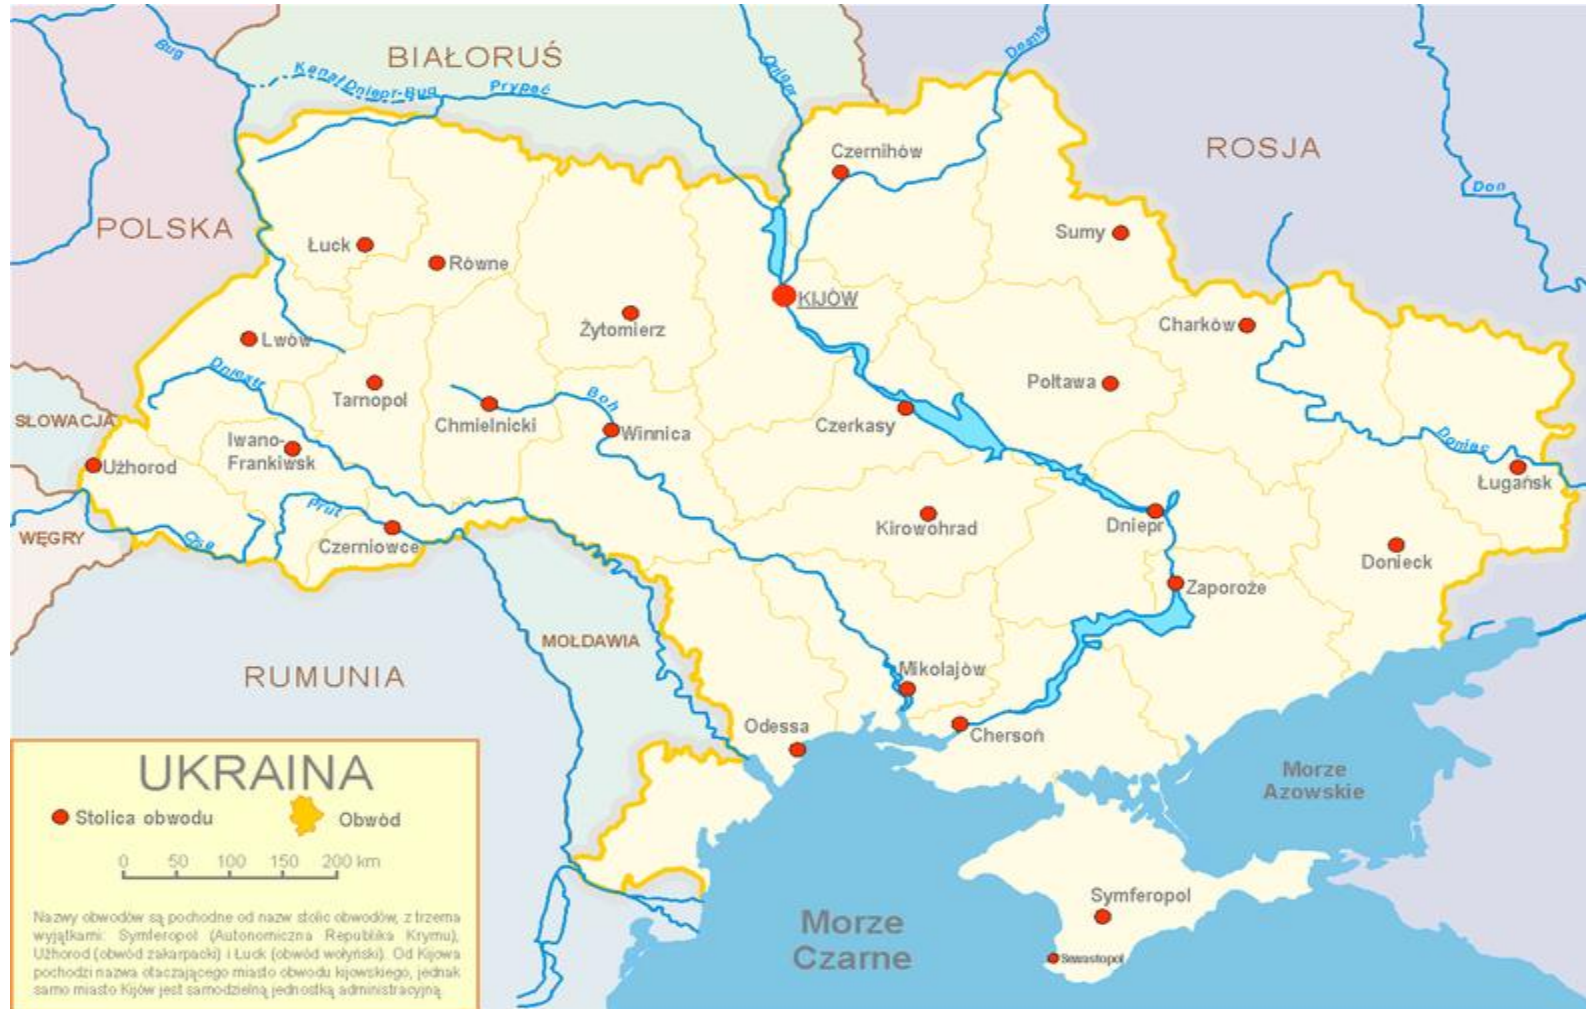 Bug
BIAŁORUŚ
Kanał Dniepr-Bug
Prypeć
Dniepr
Desna
ROSJA
Don
POLSKA
Czernihów
Sumy
Łuck
Równe
KIJÓW
Żytomierz
Charków
Lwów
Dniestr
Tarnopol
Boh
Połtawa
Chmielnicki
Winnica
Czerkasy
SŁOWACJA
Iwano-
Frankiwsk
Użhorod
Doniec
Ługańsk
Prut
Kirowohrad
Dniepr
WĘGRY
Cisa
Czerniowce
Donieck
Zaporoże
MOŁDAWIA
RUMUNIA
Mikołajów
Odessa
Chersoń
Morze
Azowskie
Symferopol
Sewastopol
Morze
Czarne
UKRAINA
Stolica obwodu
Obwód
0 50 100 150 200 km
Nazwy obwodów są pochodne od nazw stolic obwodów, z trzema
wyjątkami: Symferopol (Autonomiczna Republika Krymu),
Użhorod (obwód zakarpacki) i Łuck (obwód wołyński). Od Kijowa
pochodzi nazwa otaczającego miasto obwodu kijowskiego, jednak
samo miasto Kijów jest samodzielną jednostką administracyjną